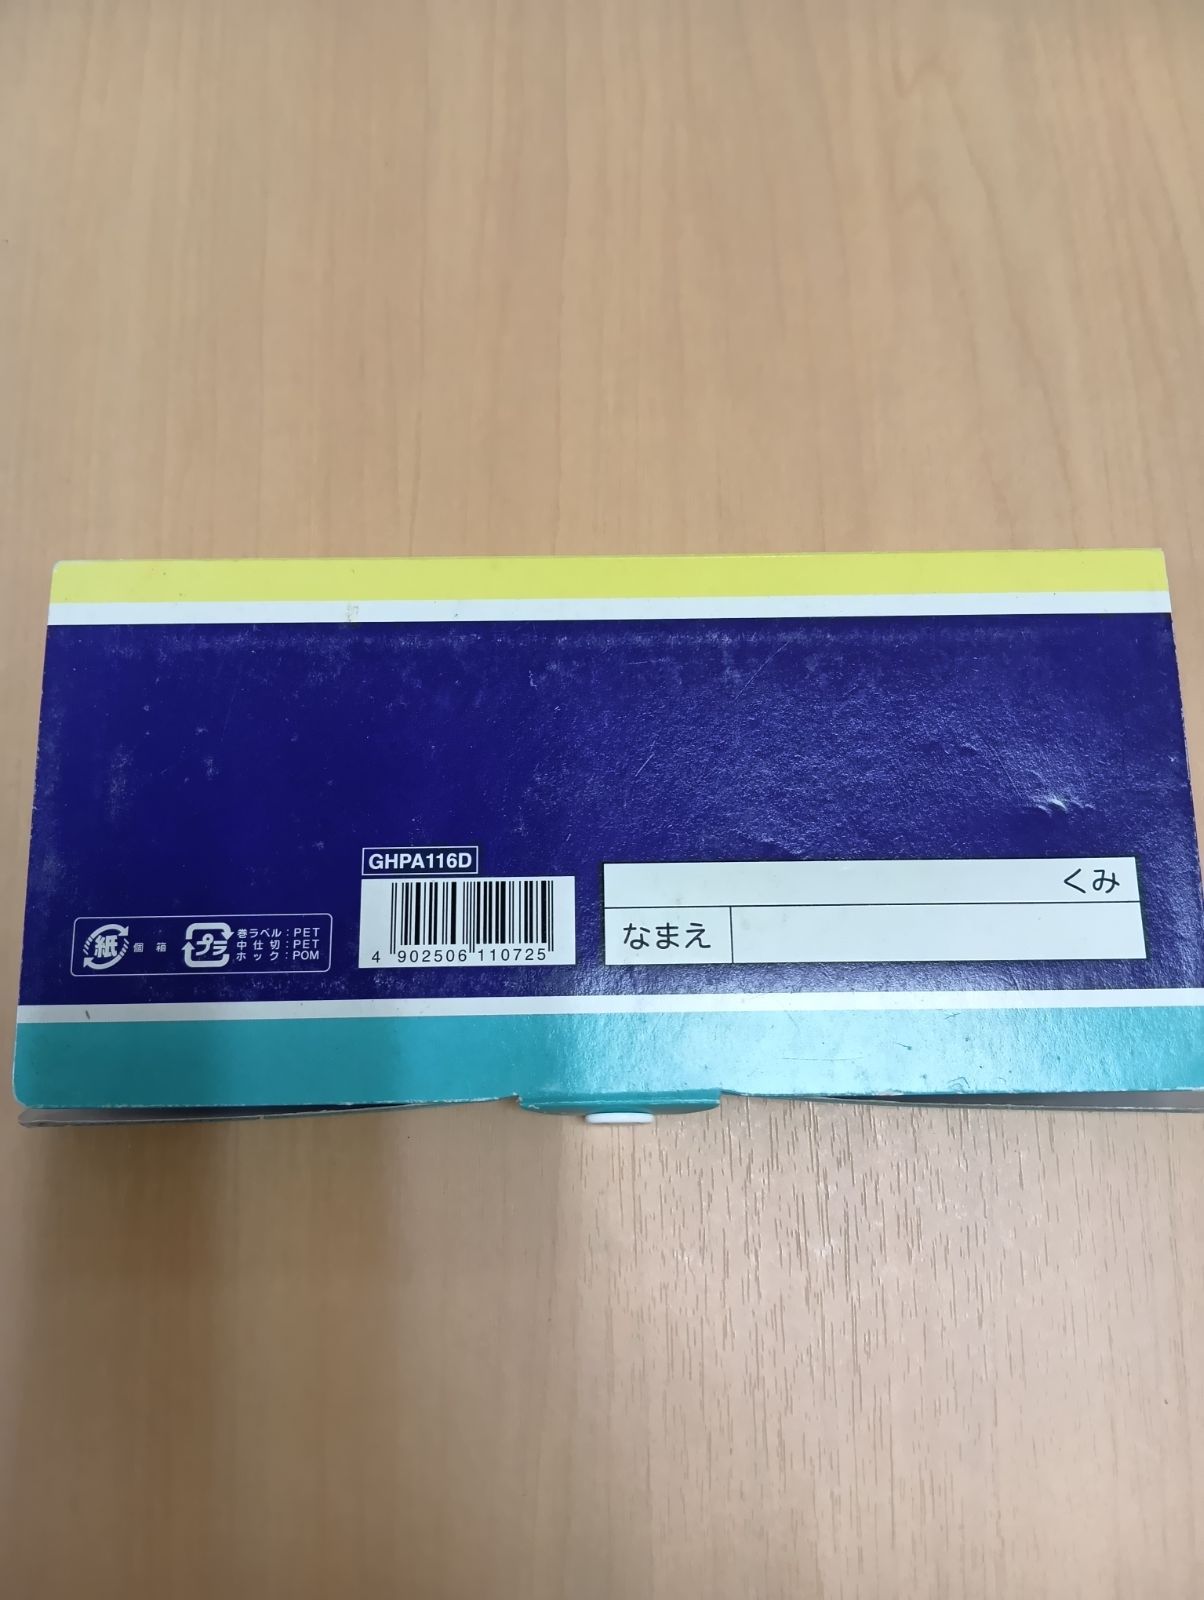 GHPA116D
4 902506 110725
紙 個 箱
プラ
巻ラベル：PET
中仕切：PET
ホック：POM
くみ
なまえ